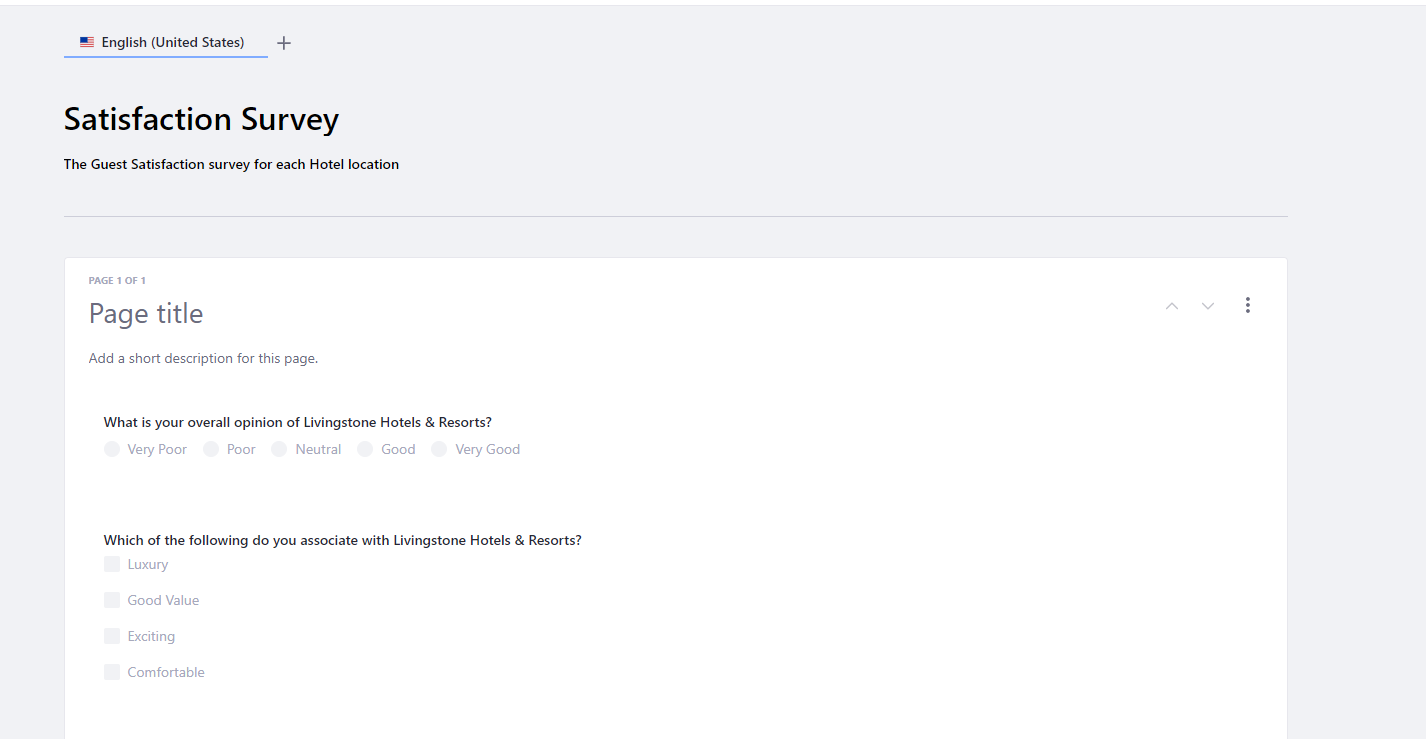 English (United States)
Satisfaction Survey
The Guest Satisfaction survey for each Hotel location
PAGE 1 OF 1
Page title
Add a short description for this page.
What is your overall opinion of Livingstone Hotels & Resorts?
Very Poor Poor Neutral Good Very Good
Which of the following do you associate with Livingstone Hotels & Resorts?
Luxury
Good Value
Exciting
Comfortable